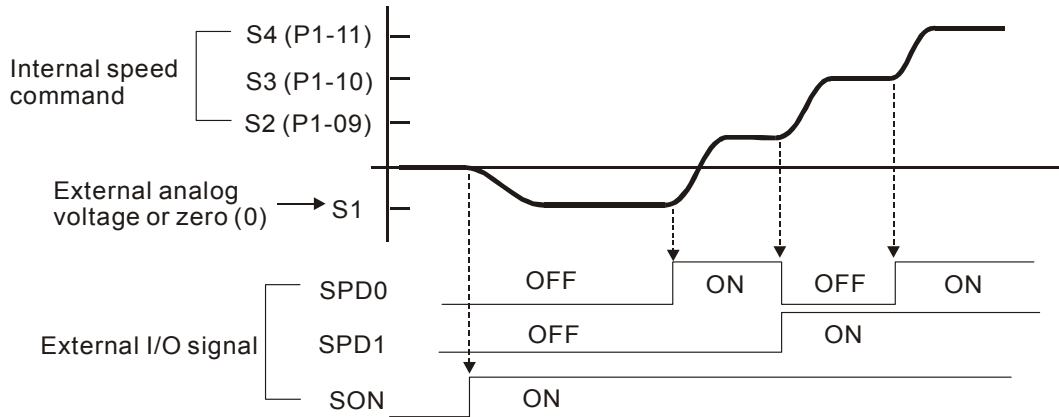 S4 (P1-11)
Internal speed
command
S3 (P1-10)
S2 (P1-09)
External analog
voltage or zero (0)
S1
External I/O signal
SPD0
OFF
ON
OFF
ON
SPD1
OFF
ON
SON
ON